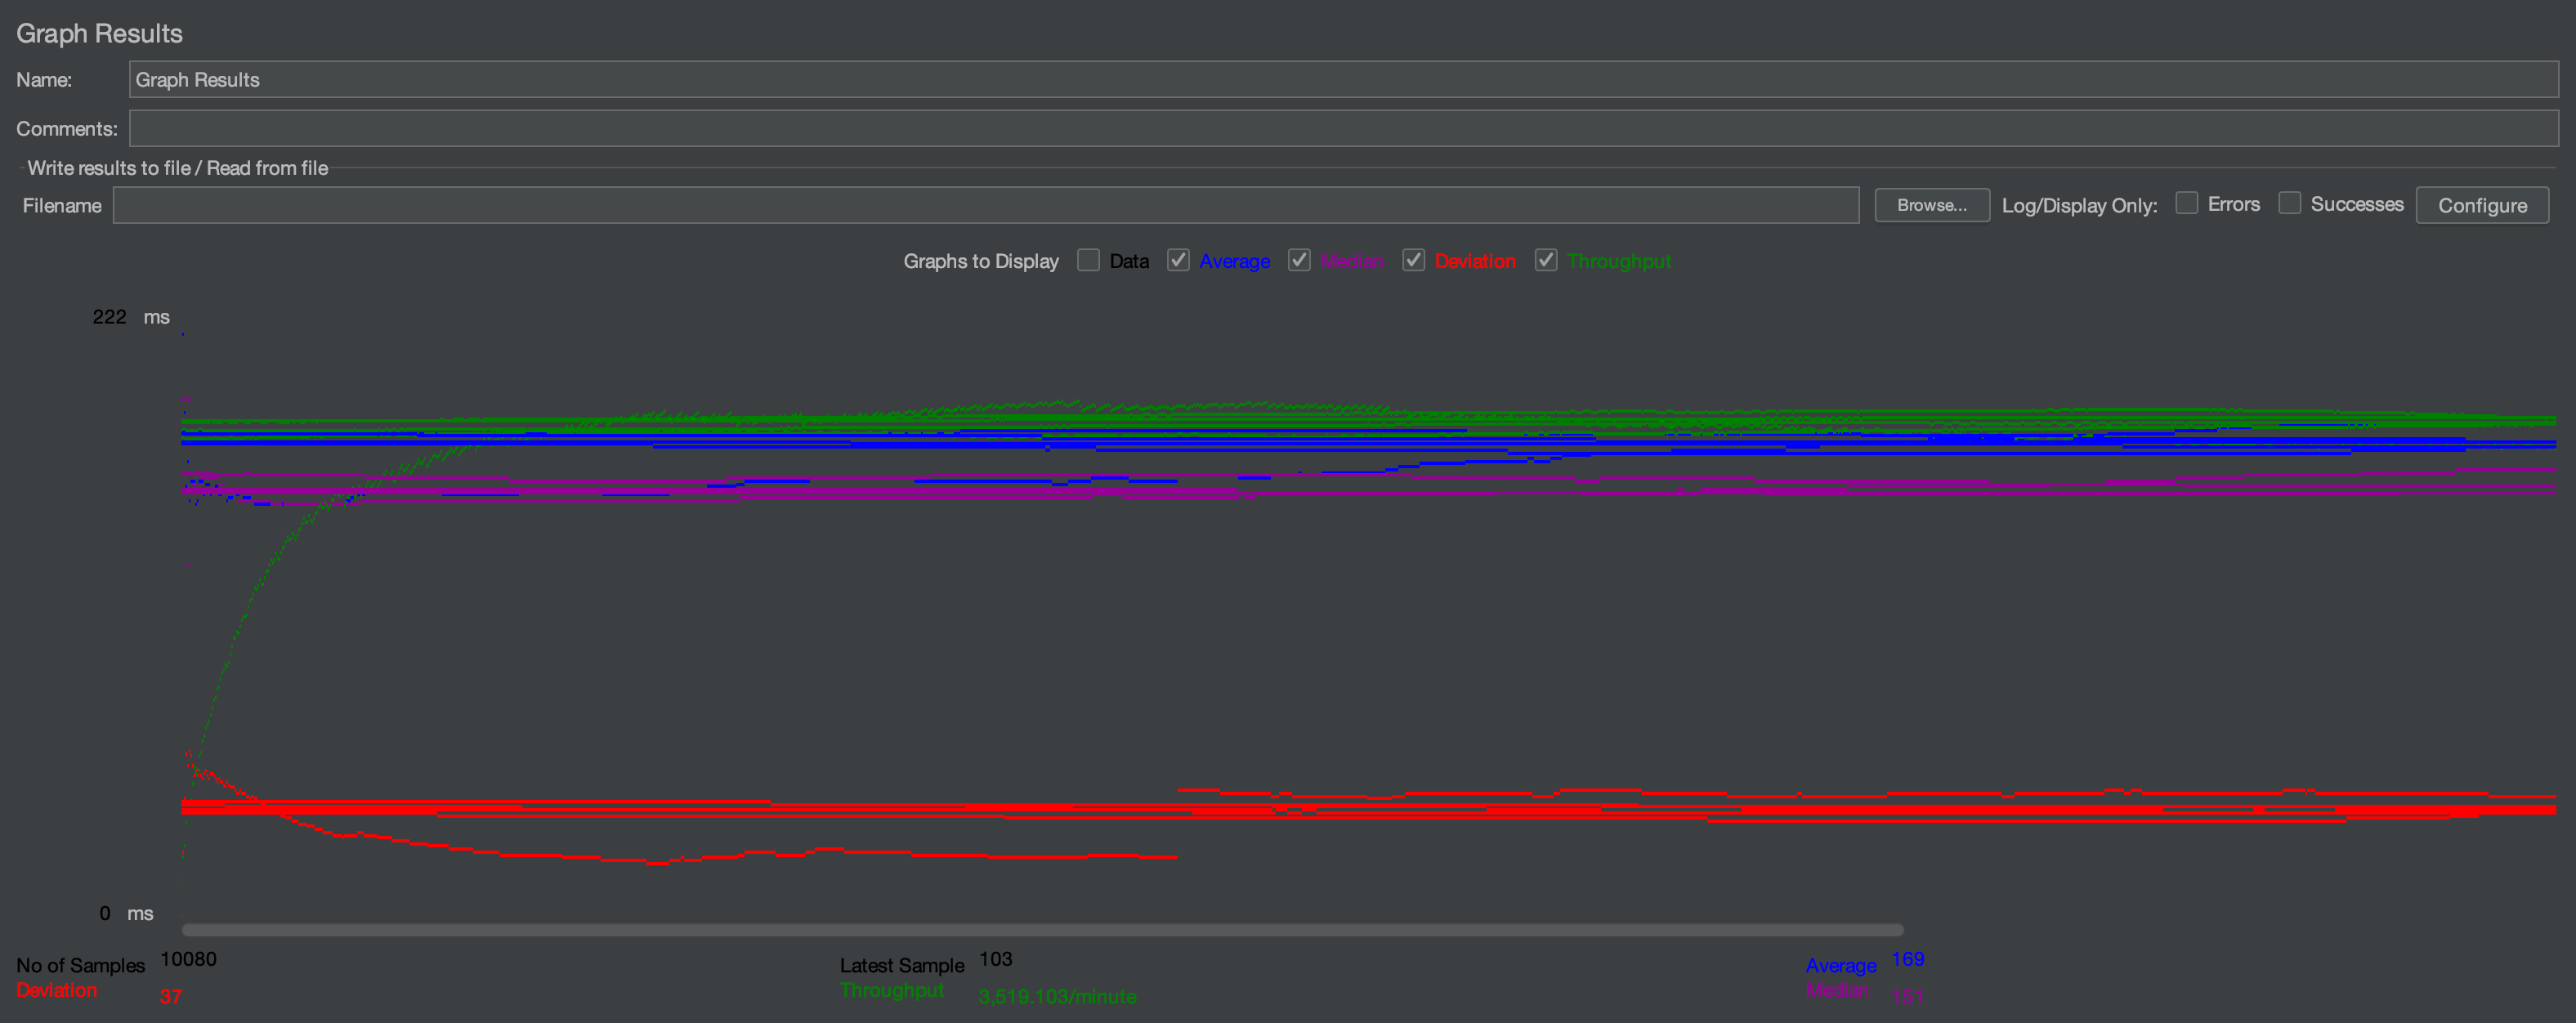 Graph Results
Name: Graph Results
Comments:
Write results to file / Read from file
Filename Browse... Log/Display Only: Errors Successes Configure
Graphs to Display Data Average Median Deviation Throughput
222 ms
0 ms
No of Samples 10080 Latest Sample 103 Average 169
Deviation 37 Throughput 3,519.103/minute Median 151